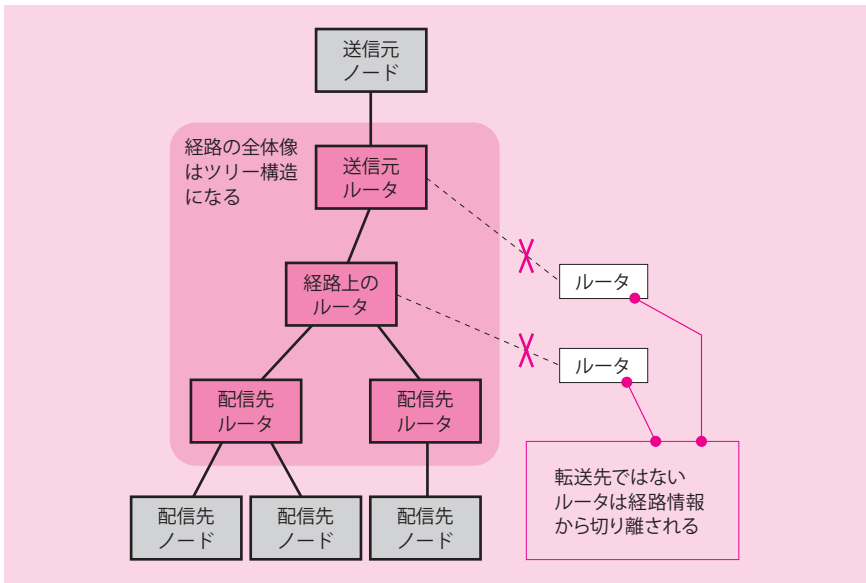 送信元
ノード
経路の全体像
はツリー構造
になる
送信元
ルータ
経路上の
ルータ
ルータ
ルータ
配信先
ルータ
配信先
ルータ
転送先ではない
ルータは経路情報
から切り離される
配信先
ノード
配信先
ノード
配信先
ノード